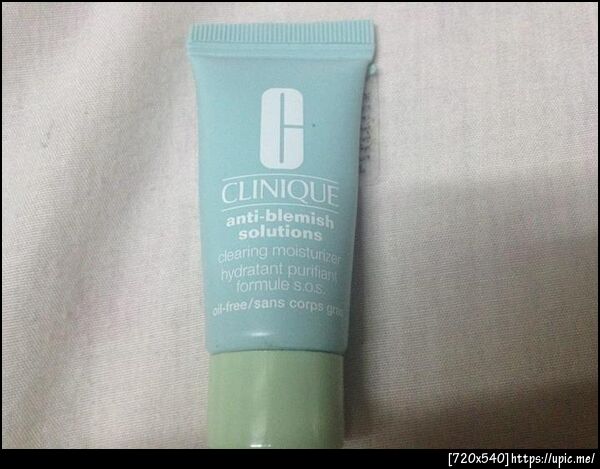 C
CLINIQUE
anti-blemish
solutions
clearing moisturizer
hydratant purifiant
formule s.o.s.
oil-free/sans corps gras
[720x540]https://upic.me/